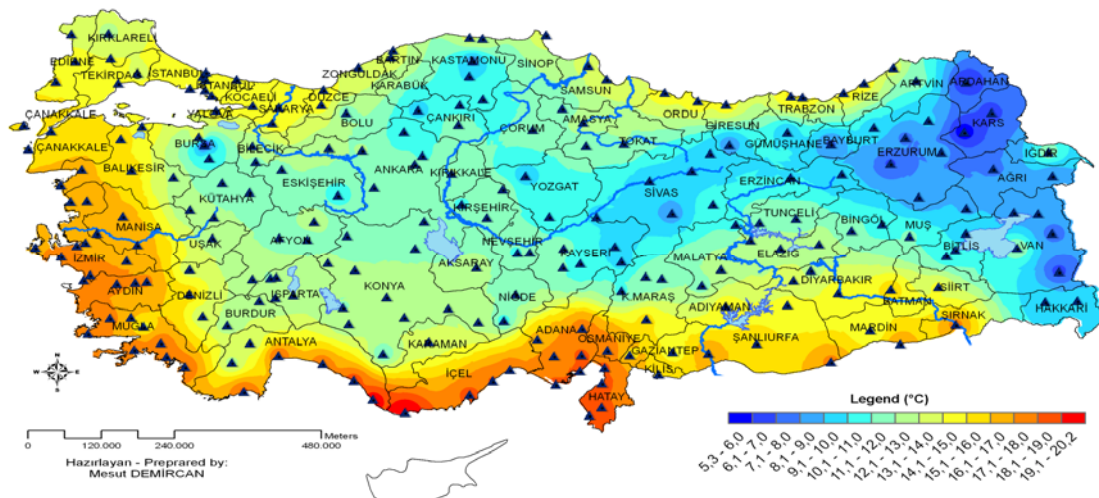 KIRKLARELİ
EDİRNE
TEKİRDAĞ
İSTANBUL
İSTANBUL
KOCAELİ
YALOVA
SAKARYA
DÜZCE
ZONGULDAK
BARTIN
KARABÜK
KASTAMONU
SİNOP
SAMSUN
ORDU
GİRESUN
TRABZON
RİZE
ARTVİN
ARDAHAN
KARS
IĞDIR
AĞRI
ERZURUM
BAYBURT
GÜMÜŞHANE
ÇANAKKALE
ÇANAKKALE
BALIKESİR
BURSA
BİLECİK
BOLU
ÇANKIRI
ÇORUM
AMASYA
TOKAT
ESKİŞEHİR
ANKARA
KIRIKKALE
YOZGAT
SİVAS
ERZİNCAN
TUNCELİ
BİNGÖL
MUŞ
KÜTAHYA
MANİSA
UŞAK
AFYON
KIRŞEHİR
NEVŞEHİR
KAYSERİ
MALATYA
ELAZIĞ
DİYARBAKIR
BİTLİS
VAN
İZMİR
AKSARAY
AYDIN
DENİZLİ
ISPARTA
KONYA
NİĞDE
K.MARAŞ
ADIYAMAN
BATMAN
SİİRT
ŞIRNAK
HAKKARİ
BURDUR
MUĞLA
ANTALYA
KARAMAN
İÇEL
ADANA
OSMANİYE
GAZİANTEP
KİLİS
HATAY
ŞANLIURFA
MARDİN
N
W E
S
0 120.000 240.000 480.000
Meters
Hazırlayan - Prepared by:
Mesut DEMİRCAN
Legend (°C)
5,3 - 6,0
6,1 - 7,0
7,1 - 8,0
8,1 - 9,0
9,1 - 10,0
10,1 - 11,0
11,1 - 12,0
12,1 - 13,0
13,1 - 14,0
14,1 - 15,0
15,1 - 16,0
16,1 - 17,0
17,1 - 18,0
18,1 - 19,0
19,1 - 20,2